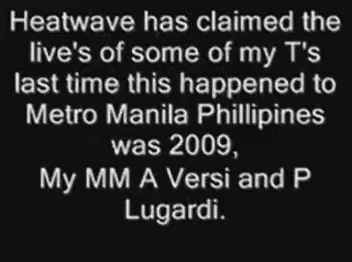 Heatwave has claimed the
live's of some of my T's
last time this happened to
Metro Manila Phillipines
was 2009,
My MM A Versi and P
Lugardi.